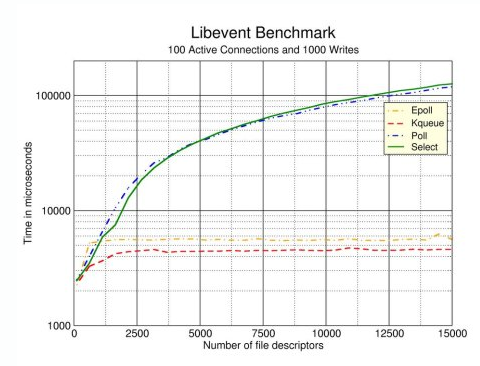 Libevent Benchmark
100 Active Connections and 1000 Writes
Time in microseconds
100000
10000
1000
Epoll
Kqueue
Poll
Select
0
2500
5000
7500
10000
12500
15000
Number of file descriptors